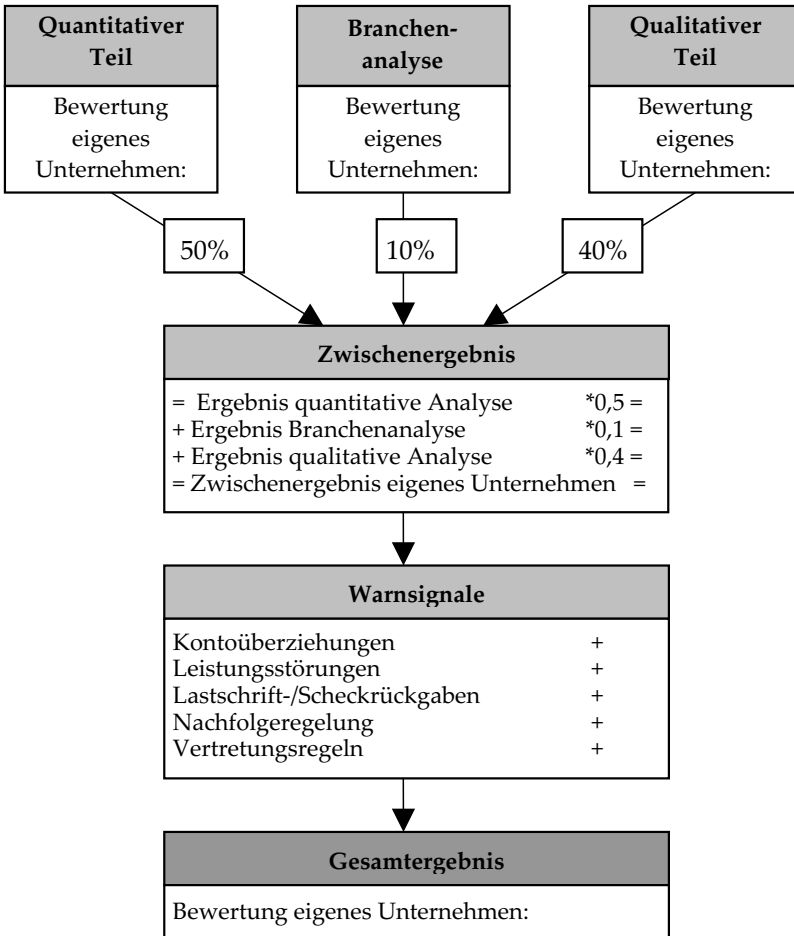 Quantitativer
Teil
Bewertung
eigenes
Unternehmen:
Branchen-
analyse
Bewertung
eigenes
Unternehmen:
Qualitativer
Teil
Bewertung
eigenes
Unternehmen:
50%
10%
40%
Zwischenergebnis
= Ergebnis quantitative Analyse *0,5 =
+ Ergebnis Branchenanalyse *0,1 =
+ Ergebnis qualitative Analyse *0,4 =
= Zwischenergebnis eigenes Unternehmen =
Warnsignale
Kontoüberziehungen +
Leistungsstörungen +
Lastschrift-/Scheckrückgaben +
Nachfolgeregelung +
Vertretungsregeln +
Gesamtergebnis
Bewertung eigenes Unternehmen: